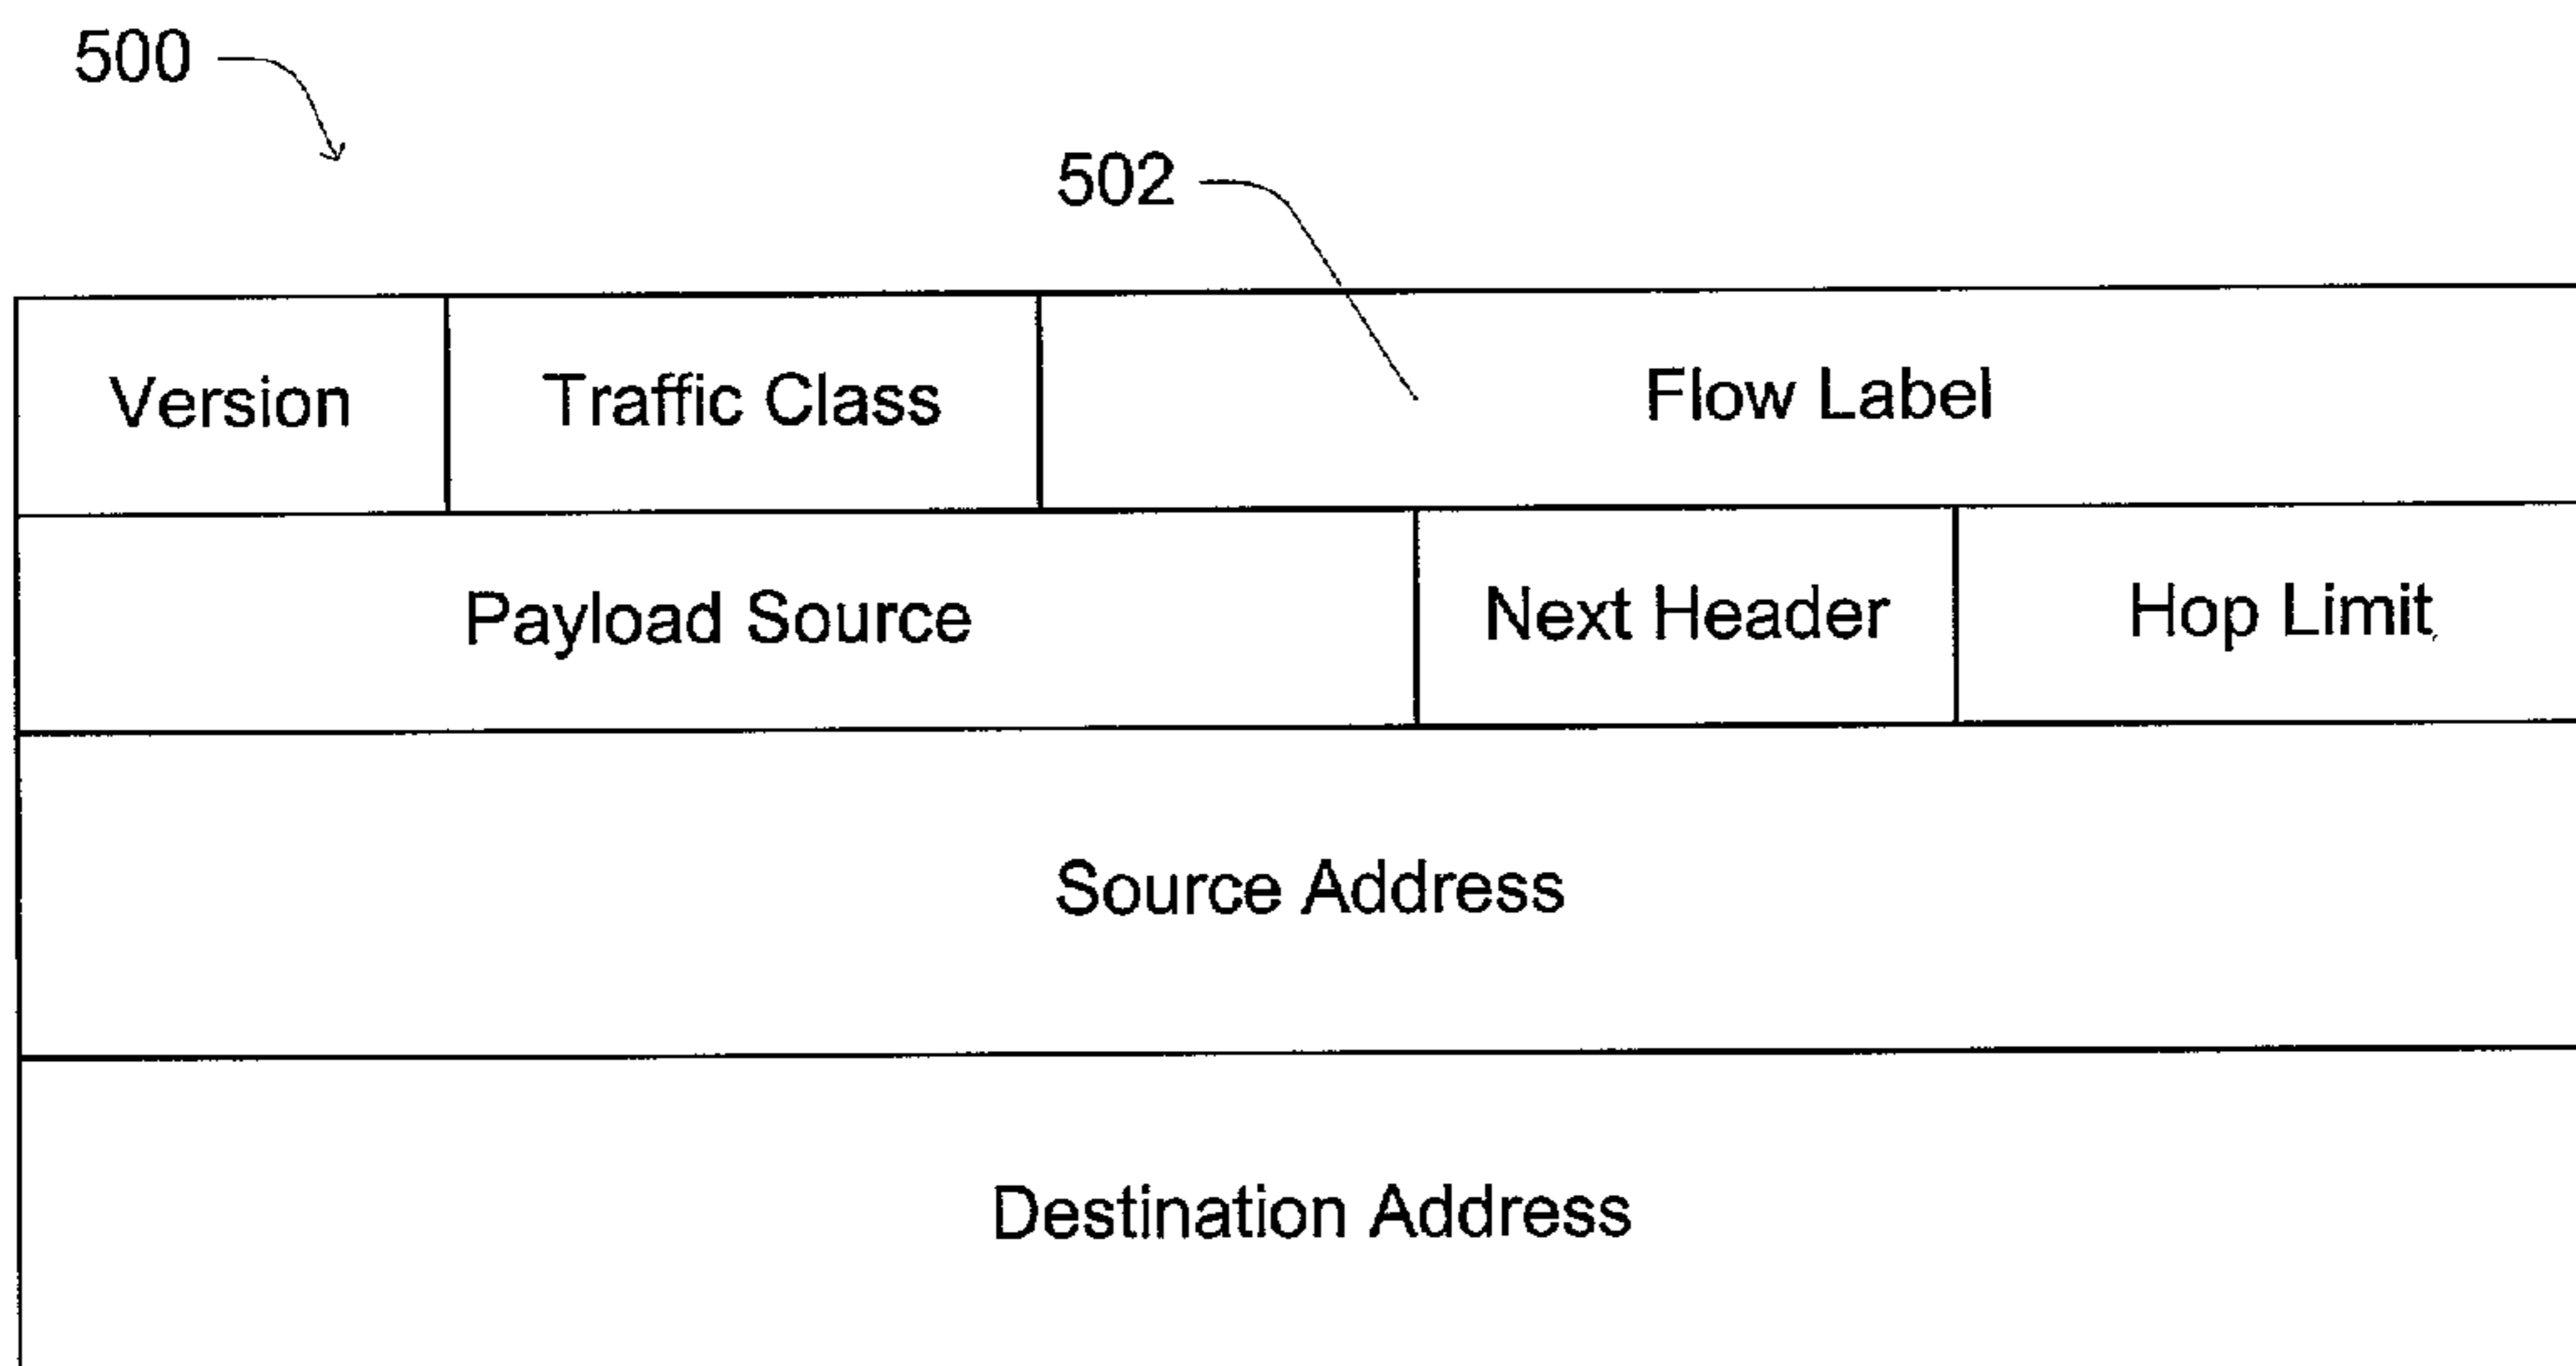 500
502
Version Traffic Class Flow Label
Payload Source Next Header Hop Limit
Source Address
Destination Address